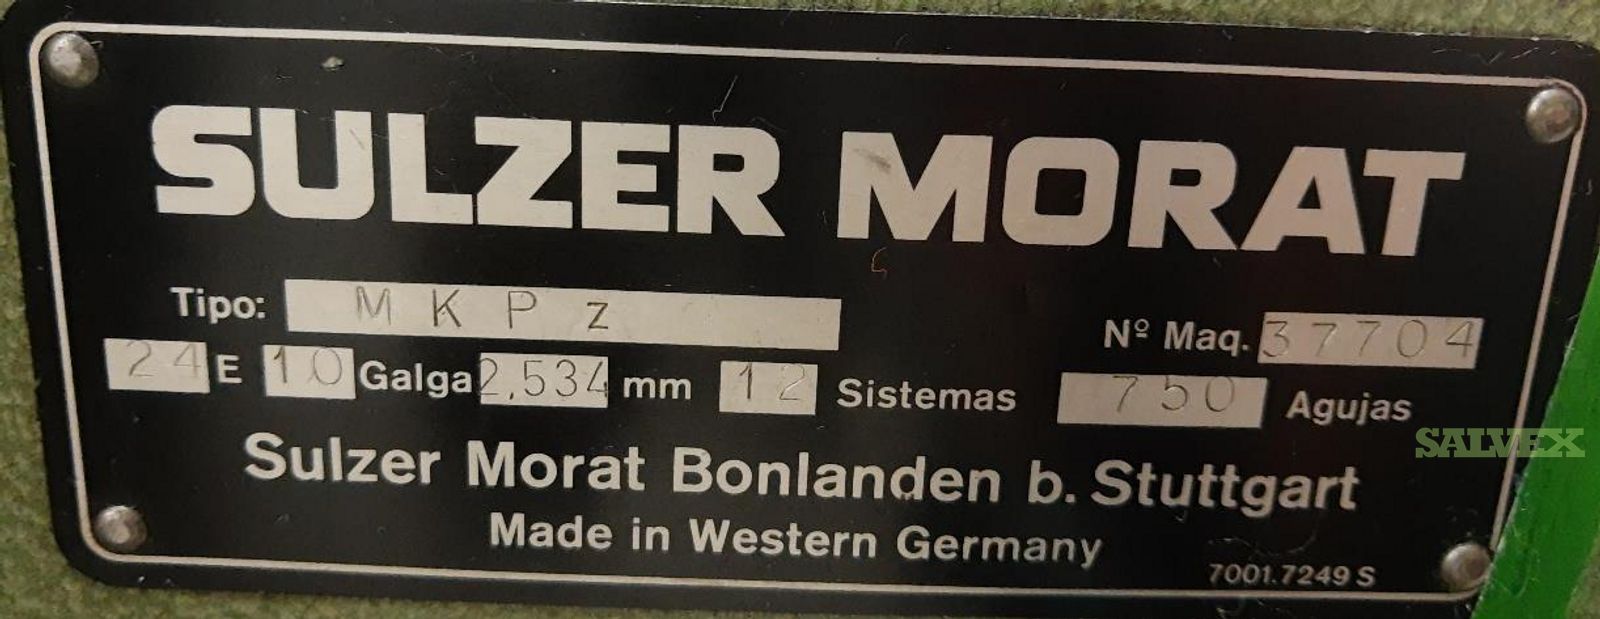 SULZER MORAT
Tipo: MKPz Nº Maq. 37704
24 E 10 Galga 2,534 mm 12 Sistemas 750 Agujas
Sulzer Morat Bonlanden b. Stuttgart
Made in Western Germany
7001.7249 S
SALVEX